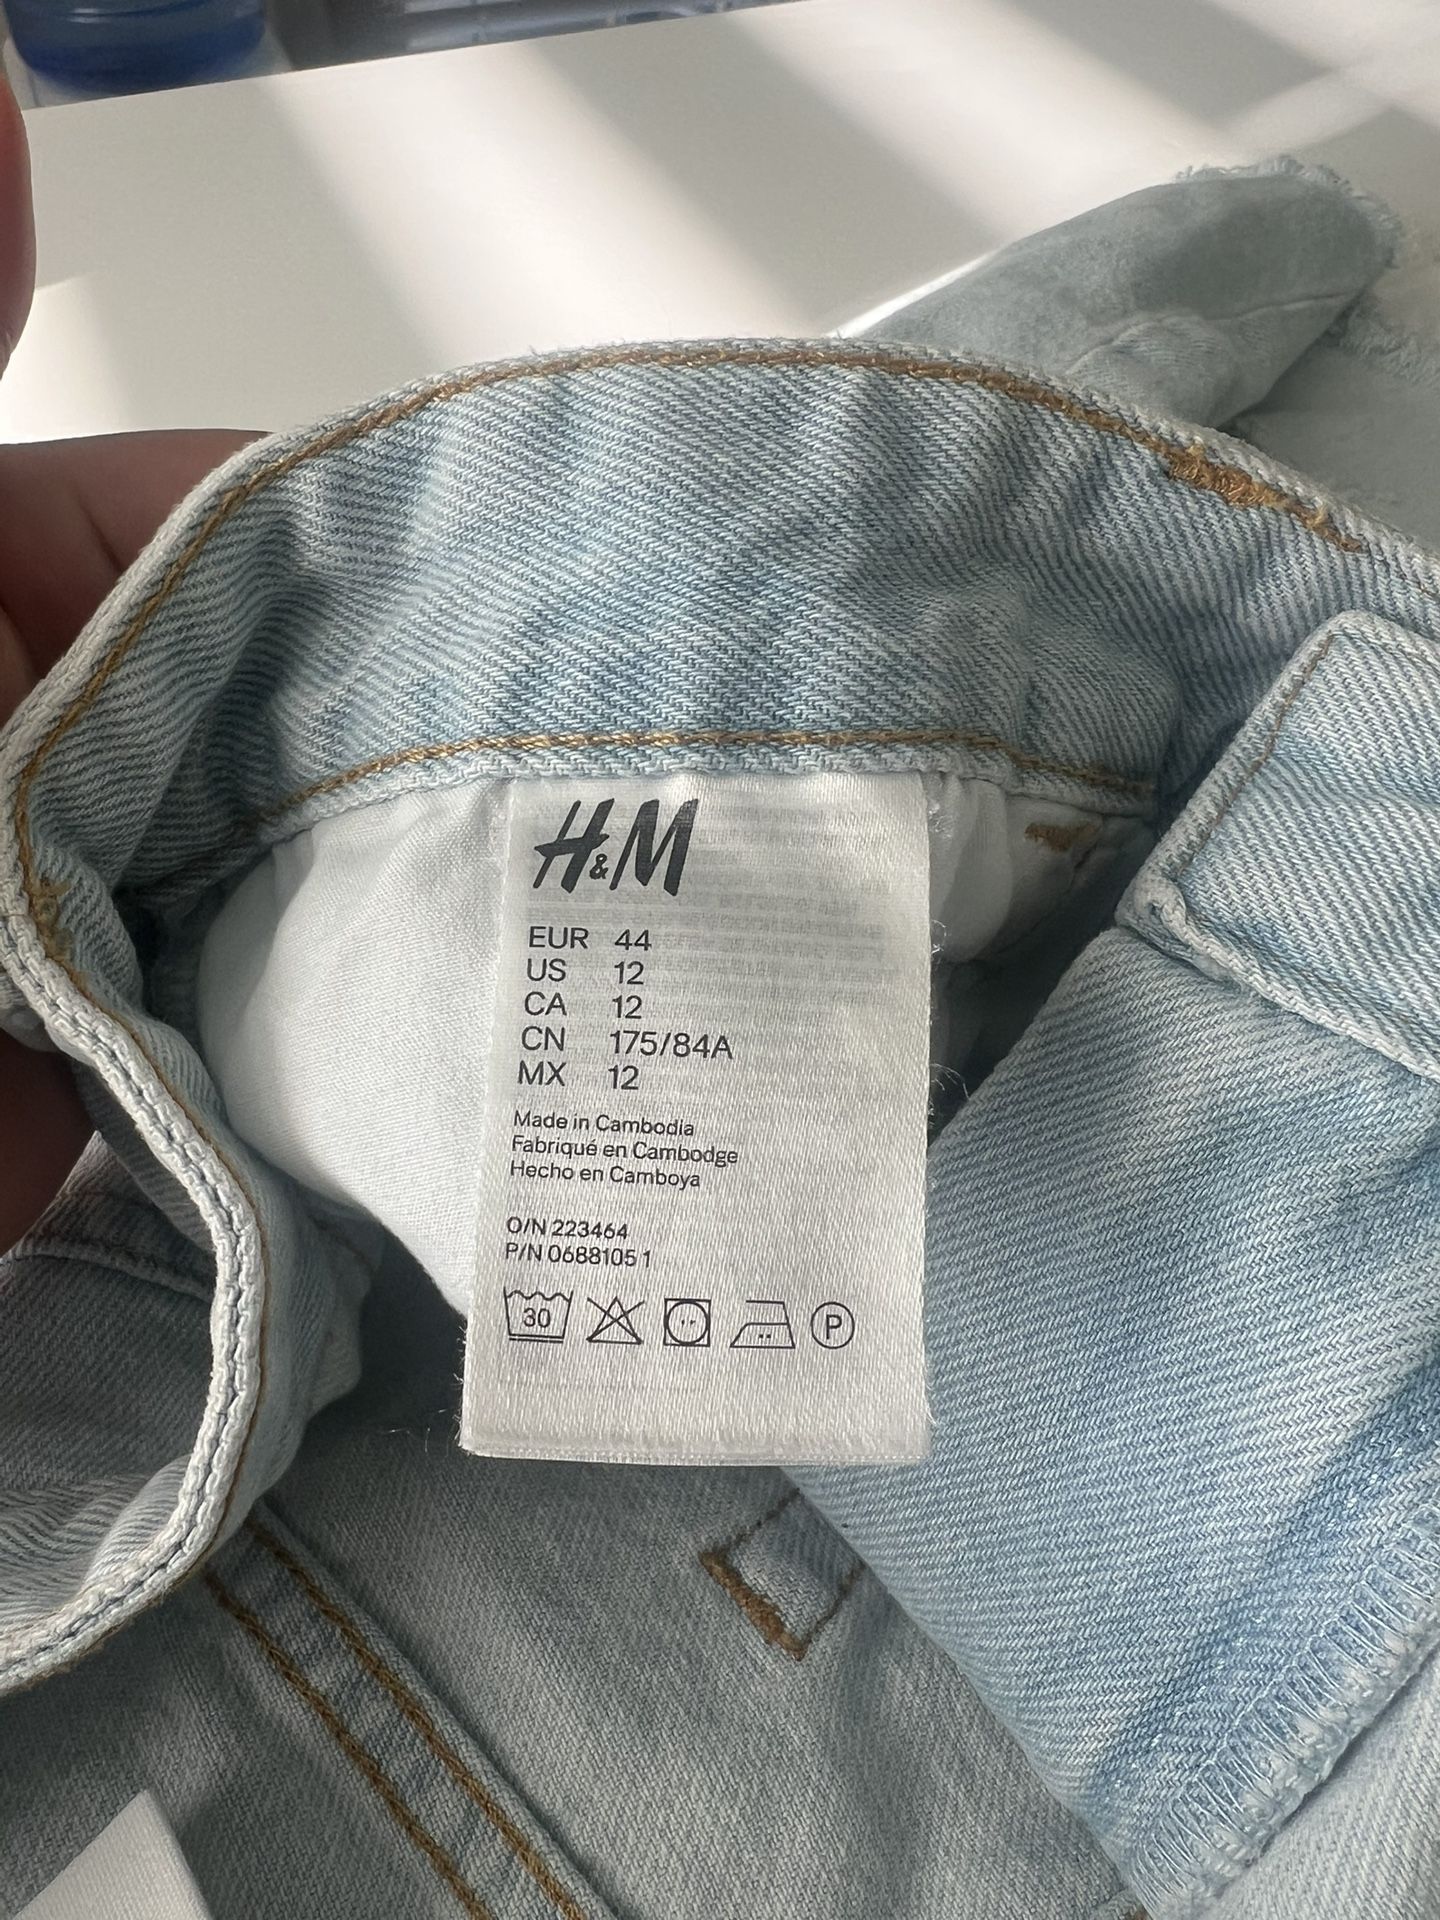 H&M
EUR 44
US 12
CA 12
CN 175/84A
MX 12
Made in Cambodia
Fabriqué en Cambodge
Hecho en Camboya
O/N 223464
P/N 0688105 1
30
P